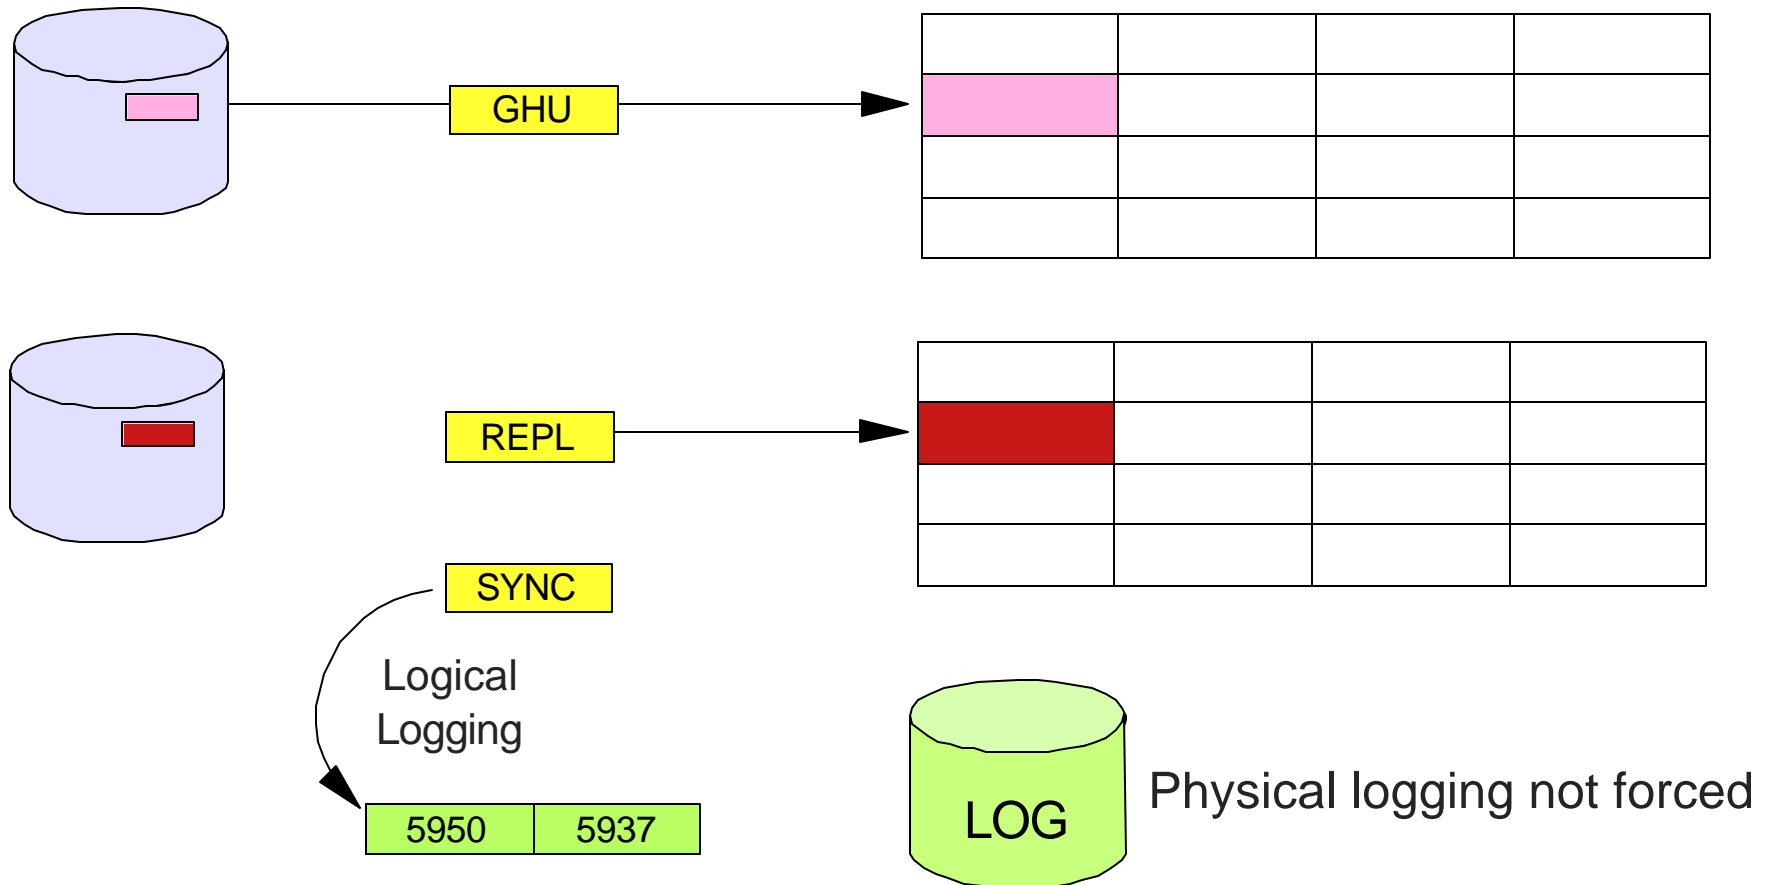 GHU
REPL
SYNC
Logical
Logging
5950 5937
LOG
Physical logging not forced